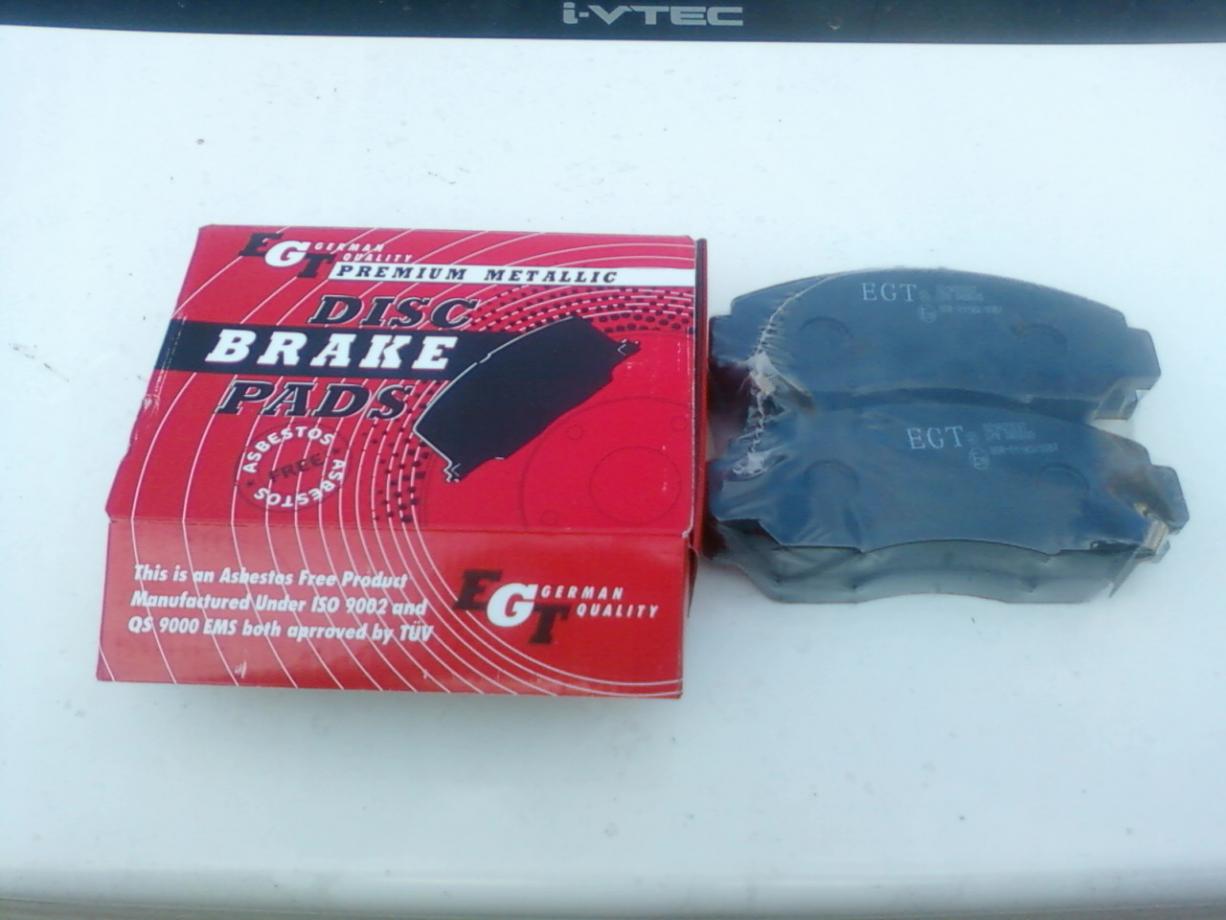 i-VTEC
EGT GERMAN
QUALITY
PREMIUM METALLIC
DISC
BRAKE
PADS
ASBESTOS
FREE
ASBESTOS
ASBESTOS
This is an Asbestos Free Product
Manufactured Under ISO 9002 and
QS 9000 EMS both aprroved by TÜV
EGT GERMAN
QUALITY
EGT
EGT